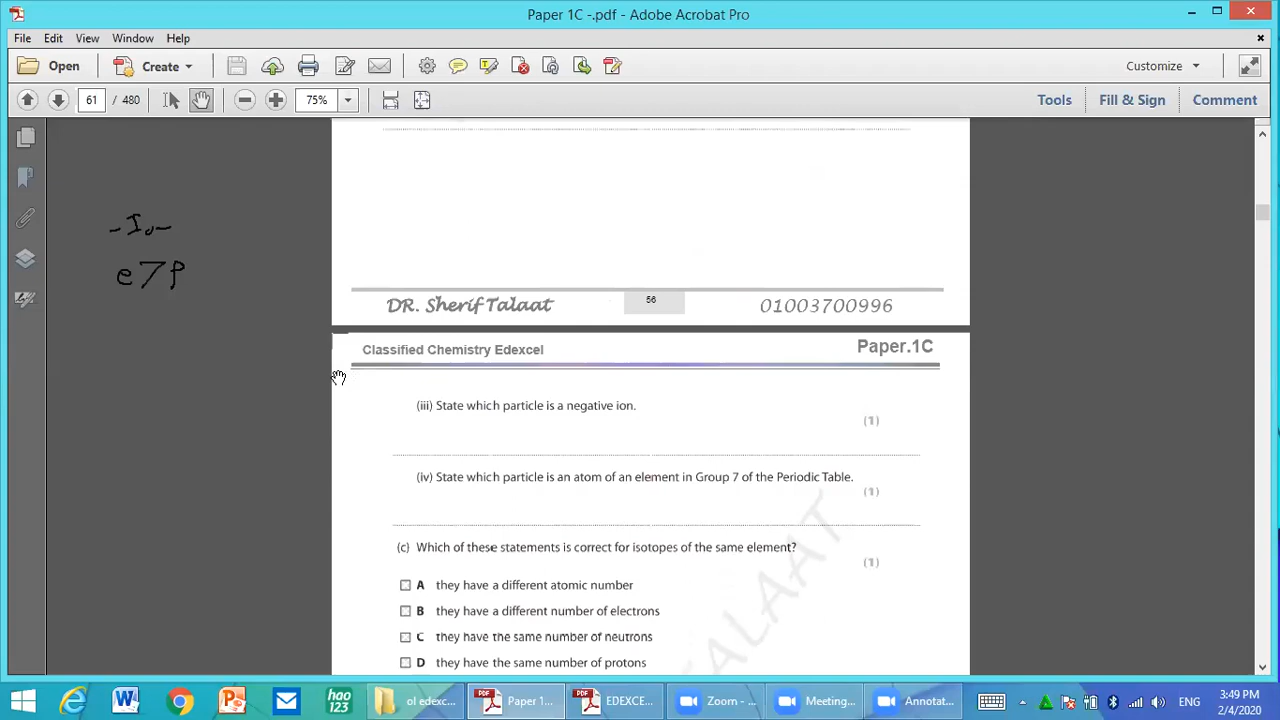 Paper 1C -.pdf - Adobe Acrobat Pro
File Edit View Window Help
Open Create Customize
61 / 480 75% Tools Fill & Sign Comment
e>p
DR. Sherif Talaat 56 01003700996
Classified Chemistry Edexcel Paper.1C
(iii) State which particle is a negative ion.
(1)
(iv) State which particle is an atom of an element in Group 7 of the Periodic Table.
(1)
(c) Which of these statements is correct for isotopes of the same element?
(1)
A they have a different atomic number
B they have a different number of electrons
C they have the same number of neutrons
D they have the same number of protons
TALAAT
ol edexc... Paper 1... EDEXCE... Zoom - ... Meeting... Annotat... ENG 3:49 PM
hao 123
2/4/2020